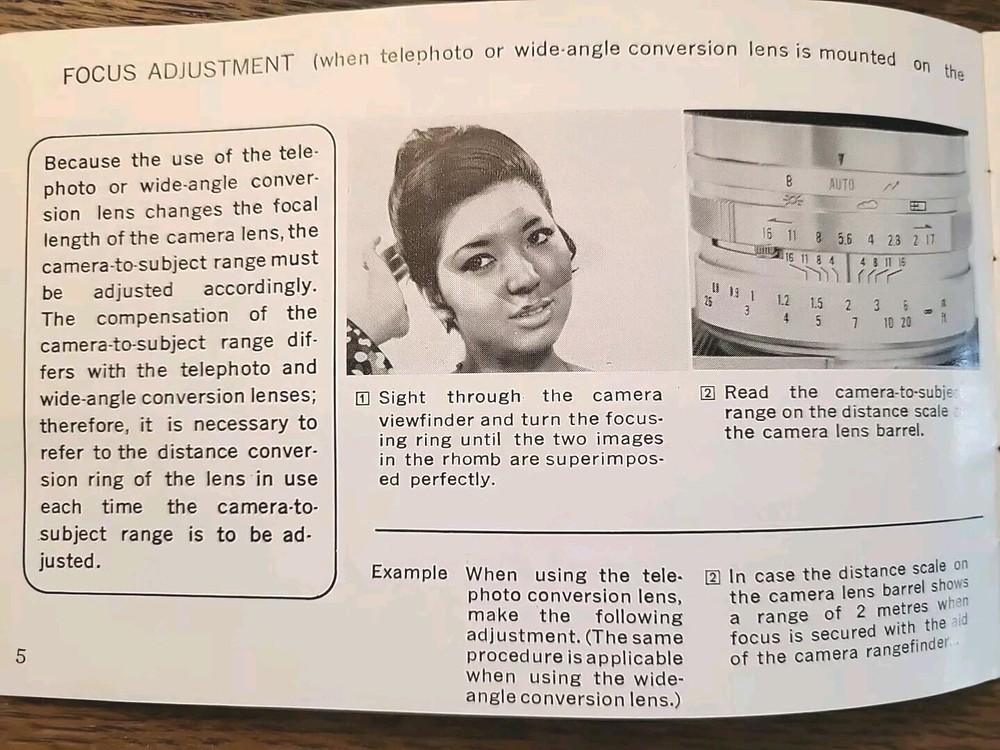 FOCUS ADJUSTMENT (when telephoto or wide-angle conversion lens is mounted on the
Because the use of the tele-
photo or wide-angle conver-
sion lens changes the focal
length of the camera lens, the
camera-to-subject range must
be adjusted accordingly.
The compensation of the
camera-to-subject range dif-
fers with the telephoto and
wide-angle conversion lenses;
therefore, it is necessary to
refer to the distance conver-
sion ring of the lens in use
each time the camera-to-
subject range is to be ad-
justed.
B AUTO
16 11 8 5.6 4 2.8 2 17
16 11 8 4 4 8 11 16
0.8 0.9 1 1.2 1.5 2 3 6 ∞ m
2.6 3 4 5 7 10 20 ft
1 Sight through the camera
viewfinder and turn the focus-
ing ring until the two images
in the rhomb are superimpos-
ed perfectly.
2 Read the camera-to-subject
range on the distance scale
the camera lens barrel.
Example When using the tele-
photo conversion lens,
make the following
adjustment. (The same
procedure is applicable
when using the wide-
angle conversion lens.)
2 In case the distance scale on
the camera lens barrel shows
a range of 2 metres when
focus is secured with the aid
of the camera rangefinder..
5